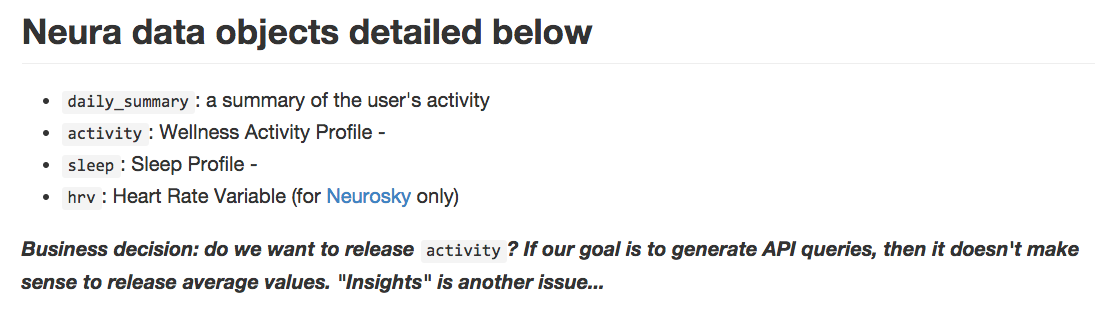 Neura data objects detailed below
• daily_summary: a summary of the user's activity
• activity: Wellness Activity Profile -
• sleep: Sleep Profile -
• hrv: Heart Rate Variable (for Neurosky only)
Business decision: do we want to release activity? If our goal is to generate API queries, then it doesn't make
sense to release average values. "Insights" is another issue...